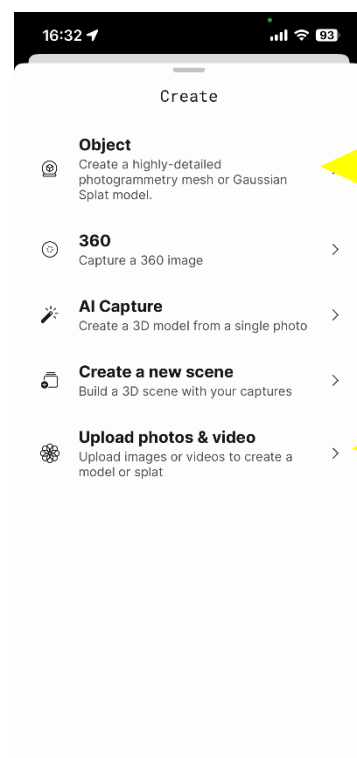 16:32
93
Create
Object
Create a highly-detailed
photogrammetry mesh or Gaussian
Splat model.
360
Capture a 360 image
AI Capture
Create a 3D model from a single photo
Create a new scene
Build a 3D scene with your captures
Upload photos & video
Upload images or videos to create a
model or splat